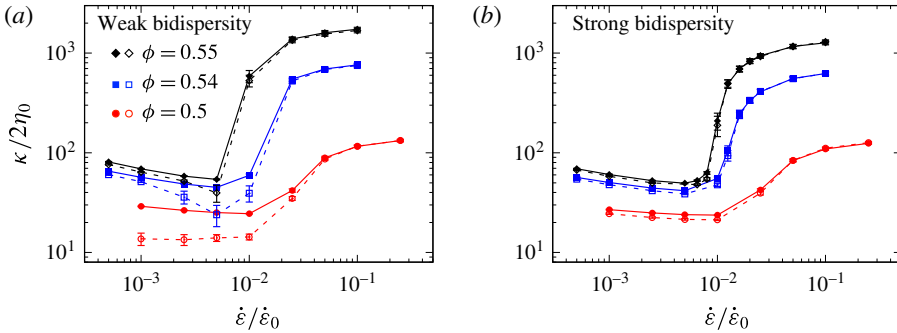 (a) Weak bidispersity
ϕ = 0.55
ϕ = 0.54
ϕ = 0.5
κ/2η₀
10³
10²
10¹
10⁻³ 10⁻² 10⁻¹
ε̇/ε̇₀
(b) Strong bidispersity
10³
10²
10¹
10⁻³ 10⁻² 10⁻¹
ε̇/ε̇₀